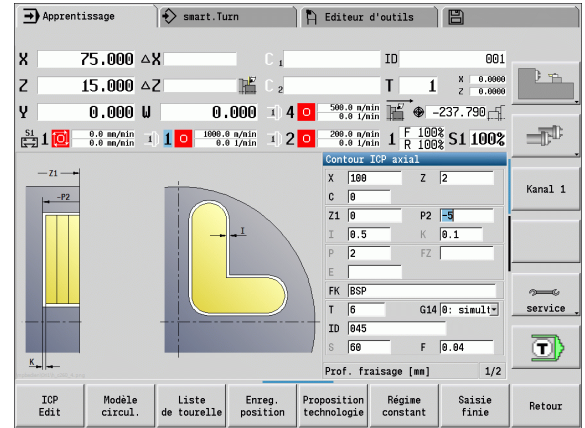 Apprentissage smart.Turn Editeur d'outils
X 75.000 △X C 1 ID 001
Z 15.000 △Z C 2 T 1 X 0.0000
Z 0.0000
Y 0.000 W 0.000 4 500.0 m/min
0.0 1/min -237.790
S1 1 0.0 mm/min
0.0 mm/min 1 1000.0 m/min
0.0 1/min 2 200.0 m/min
0.0 1/min 1 F 100%
R 100% S1 100%
Contour ICP axial
X 100 Z 2
C 0
Z1 0 P2 -5
I 0.5 K 0.1
P 2 FZ
E
FK BSP
T 6 G14 0: simult
ID 045
S 60 F 0.04
Prof. fraisage [mm] 1/2
Z1
-P2
K
I
Kanal 1
service
T
ICP
Edit
Modèle
circul.
Liste
de tourelle
Enreg.
position
Proposition
technologie
Régime
constant
Saisie
finie
Retour